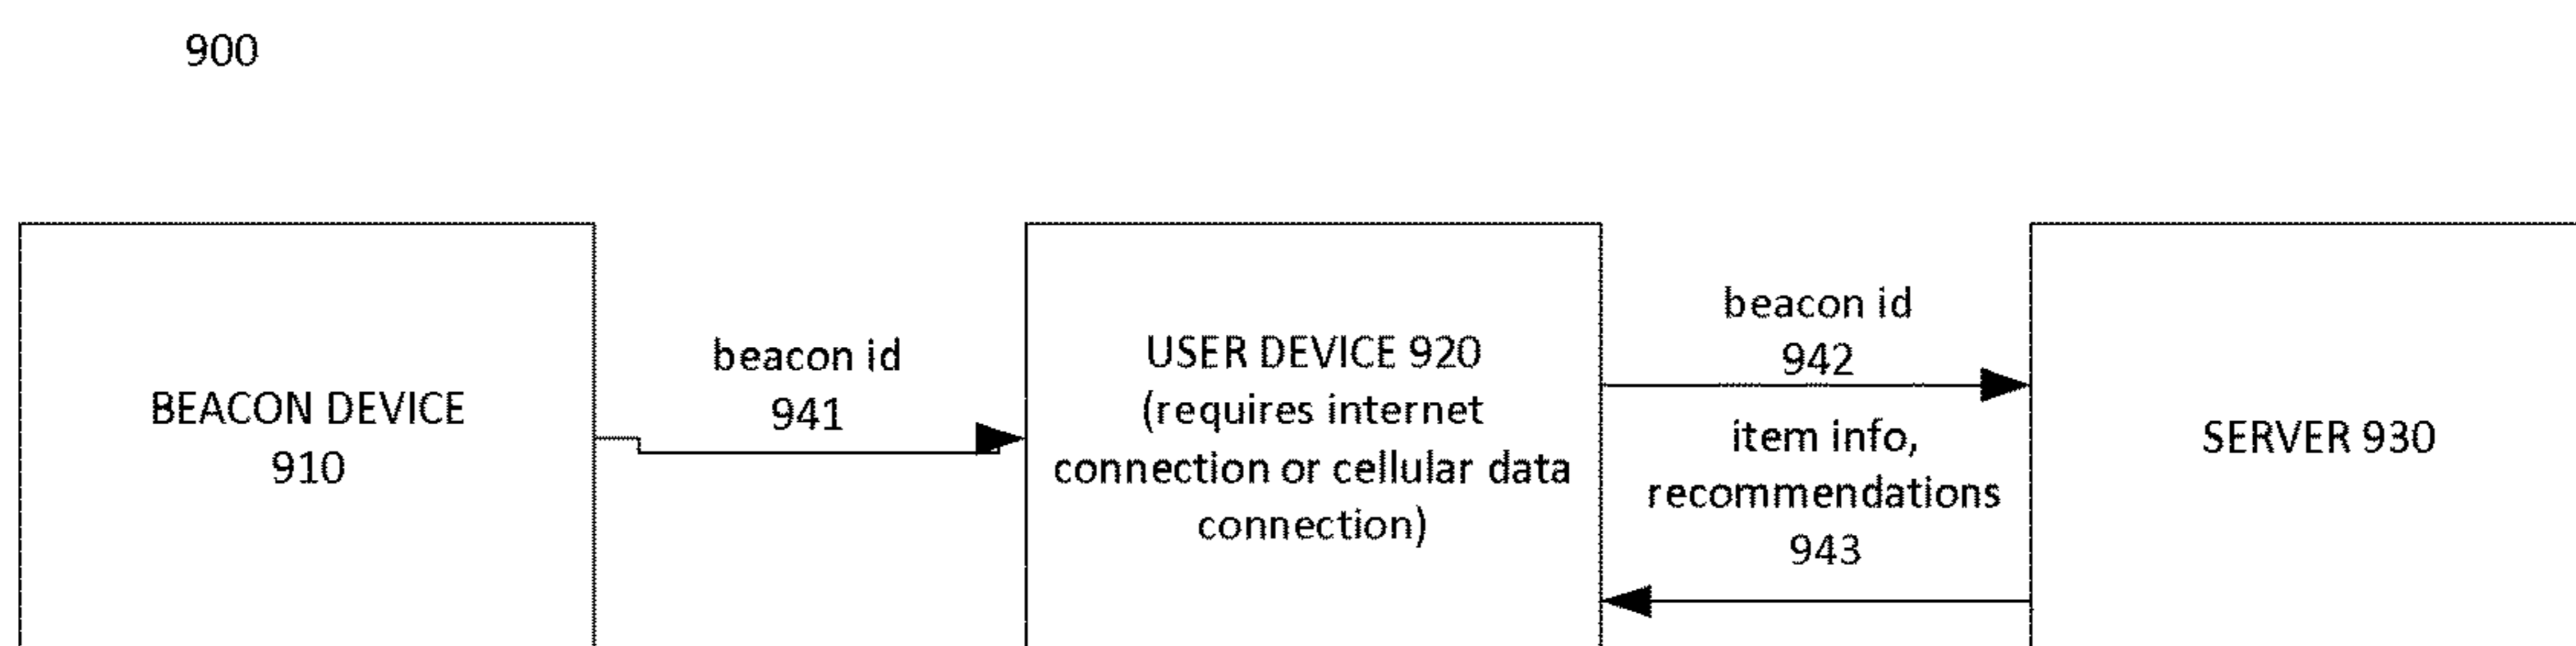 900
BEACON DEVICE
910
beacon id
941
USER DEVICE 920
(requires internet
connection or cellular data
connection)
beacon id
942
item info,
recommendations
943
SERVER 930